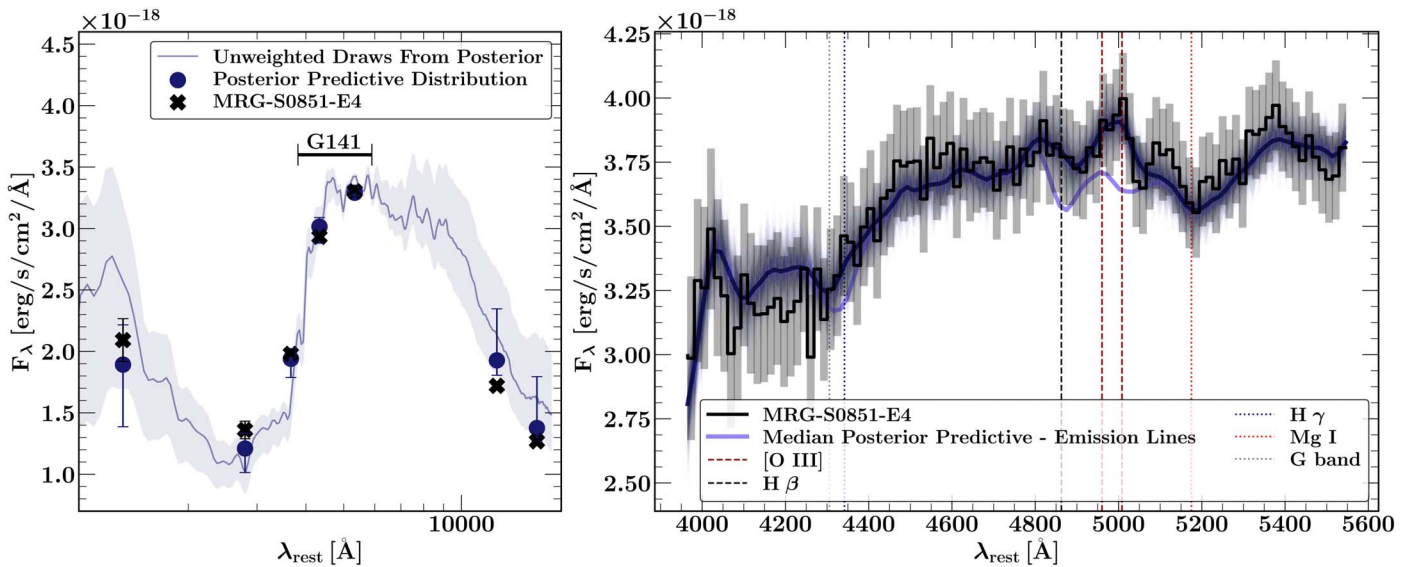 ×10−18
Unweighted Draws From Posterior
Posterior Predictive Distribution
MRG-S0851-E4
G141
4.5
4.0
3.5
3.0
2.5
2.0
1.5
1.0
Fλ [erg/s/cm2/Å]
10000
λrest [Å]
×10−18
4.25
4.00
3.75
3.50
3.25
3.00
2.75
2.50
Fλ [erg/s/cm2/Å]
MRG-S0851-E4
Median Posterior Predictive - Emission Lines
[O III]
H β
H γ
Mg I
G band
4000 4200 4400 4600 4800 5000 5200 5400 5600
λrest [Å]